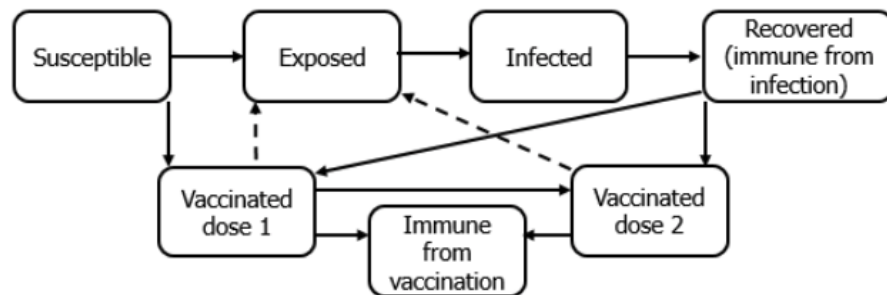 Susceptible
Exposed
Infected
Recovered
(immune from
infection)
Vaccinated
dose 1
Immune
from
vaccination
Vaccinated
dose 2